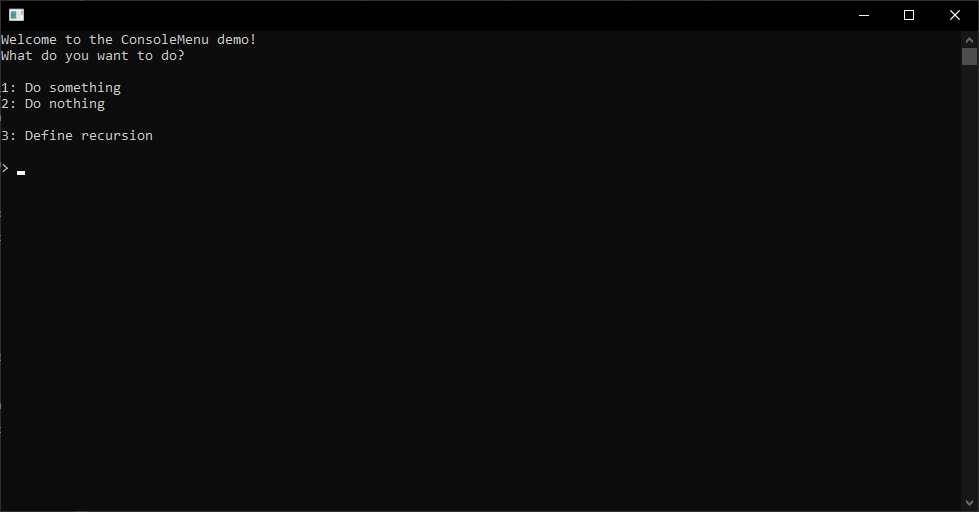 Welcome to the ConsoleMenu demo!
What do you want to do?
1: Do something
2: Do nothing
3: Define recursion
>